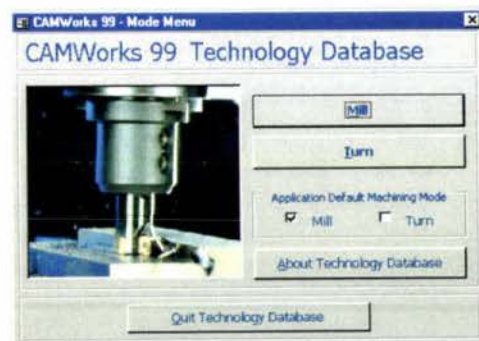 CAMWorks 99 - Mode Menu
CAMWorks 99 Technology Database
Mill
Turn
Application Default Machining Mode
Mill Turn
About Technology Database
Quit Technology Database